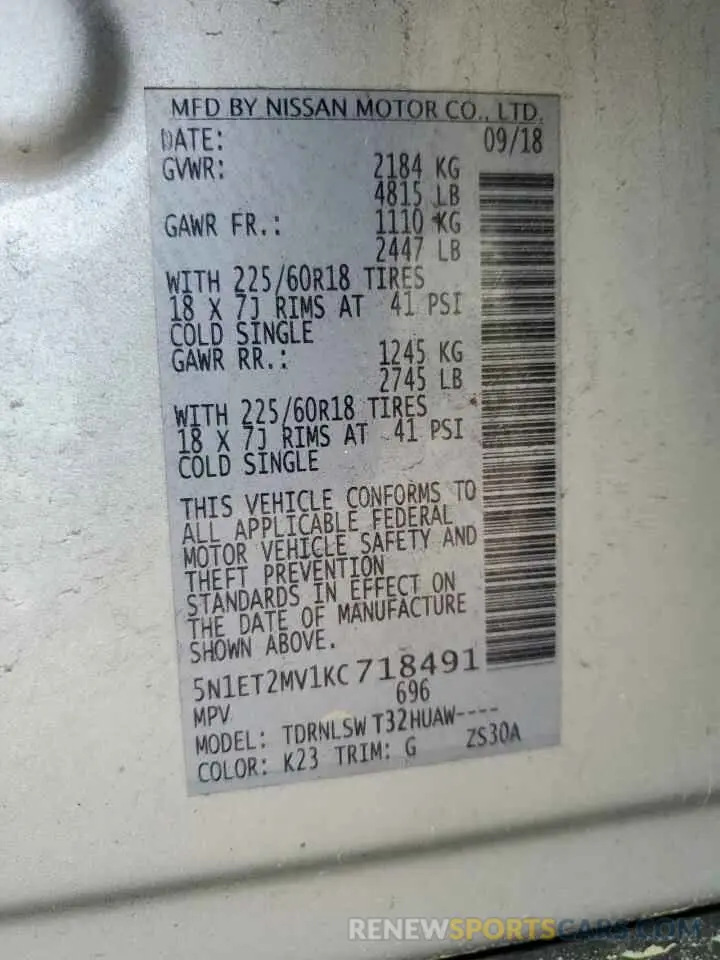 MFD BY NISSAN MOTOR CO., LTD.
DATE: 09/18
GVWR: 2184 KG
4815 LB
GAWR FR.: 1110 KG
2447 LB
WITH 225/60R18 TIRES
18 X 7J RIMS AT 41 PSI
COLD SINGLE
GAWR RR.: 1245 KG
2745 LB
WITH 225/60R18 TIRES
18 X 7J RIMS AT 41 PSI
COLD SINGLE
THIS VEHICLE CONFORMS TO
ALL APPLICABLE FEDERAL
MOTOR VEHICLE SAFETY AND
THEFT PREVENTION
STANDARDS IN EFFECT ON
THE DATE OF MANUFACTURE
SHOWN ABOVE.
5N1ET2MV1KC718491
MPV 696
MODEL: TDRNLSW T32HUAW----
COLOR: K23 TRIM: G ZS30A
RENEWSPORTSCARS.COM